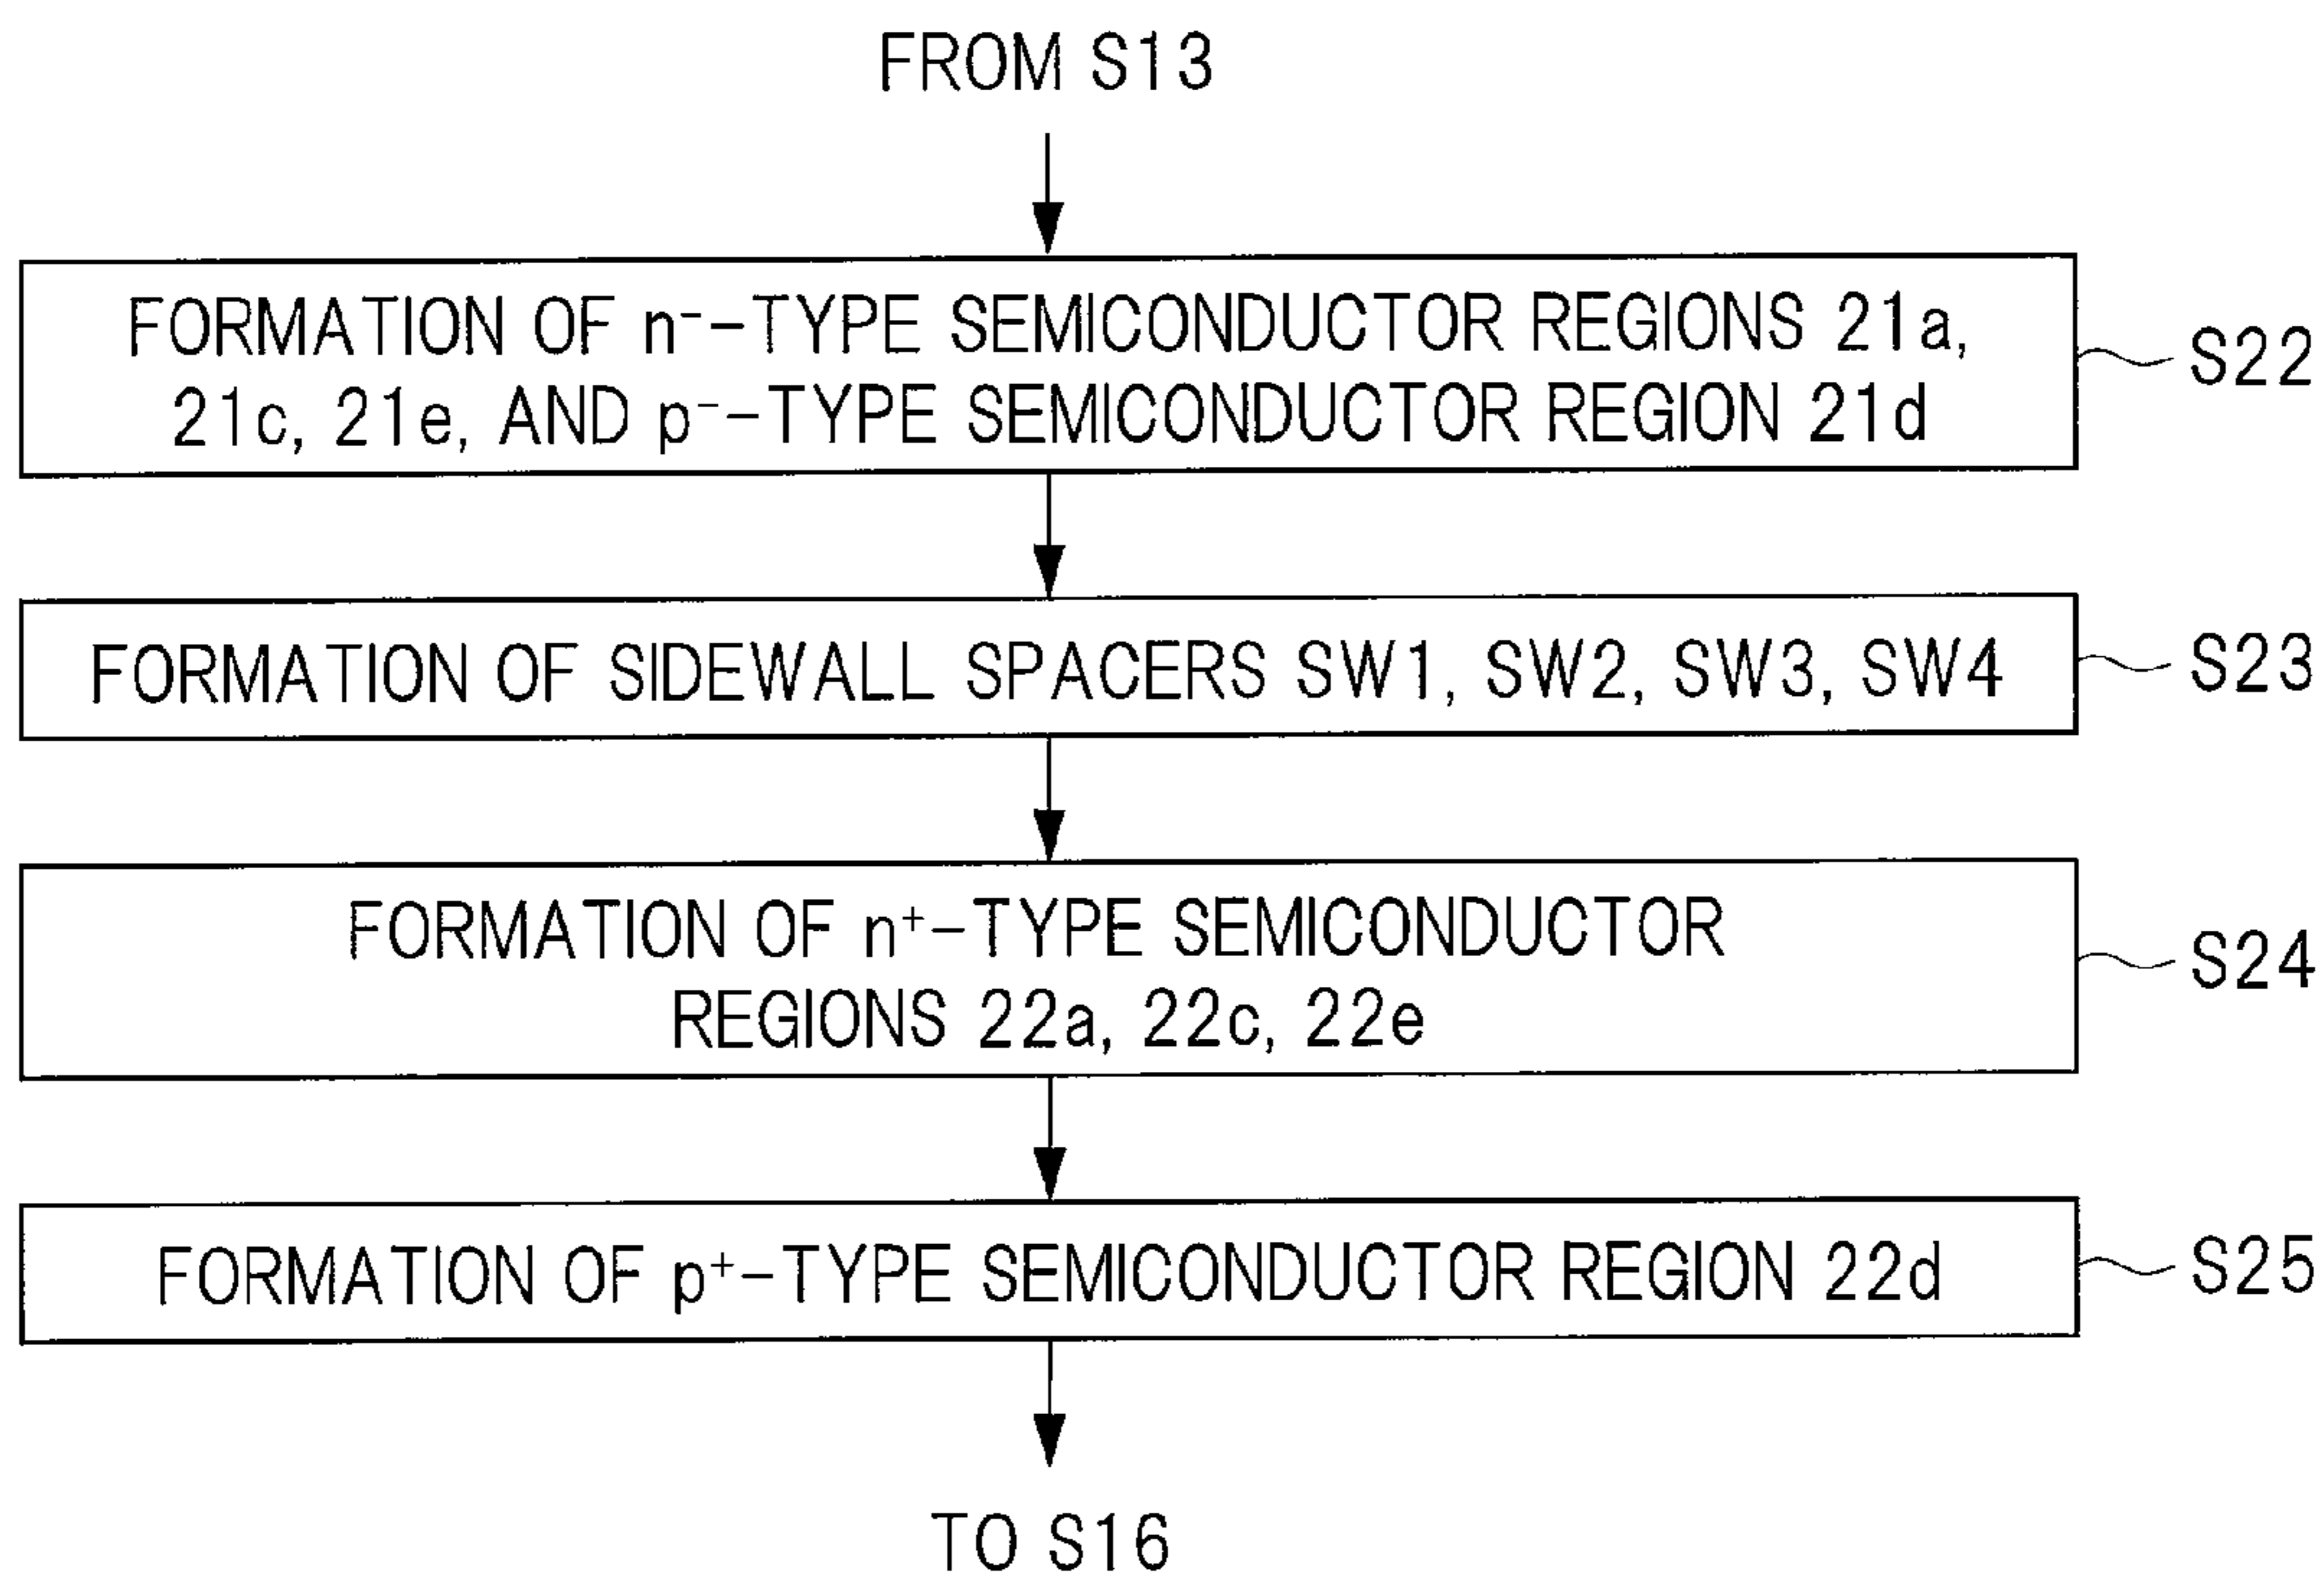 FROM S13
FORMATION OF n⁻-TYPE SEMICONDUCTOR REGIONS 21a,
21c, 21e, AND p⁻-TYPE SEMICONDUCTOR REGION 21d
S22
FORMATION OF SIDEWALL SPACERS SW1, SW2, SW3, SW4
S23
FORMATION OF n⁺-TYPE SEMICONDUCTOR
REGIONS 22a, 22c, 22e
S24
FORMATION OF p⁺-TYPE SEMICONDUCTOR REGION 22d
S25
TO S16